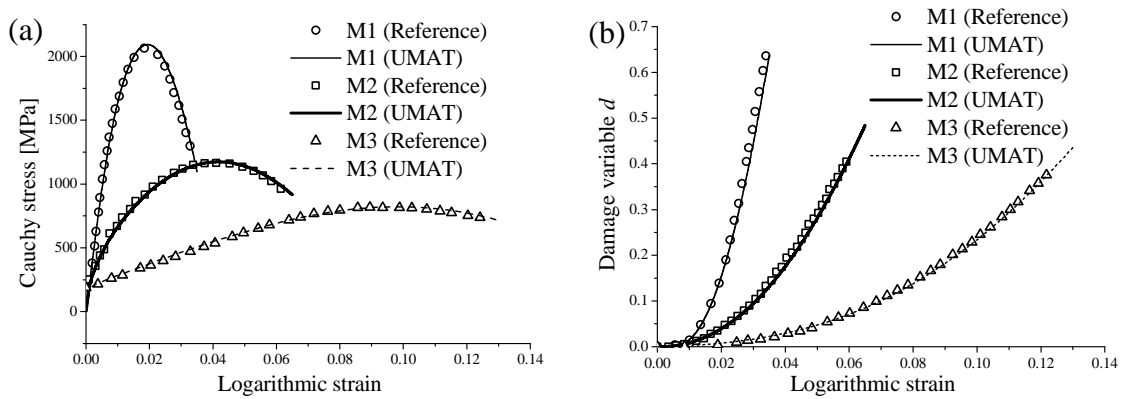 (a)
M1 (Reference)
M1 (UMAT)
M2 (Reference)
M2 (UMAT)
M3 (Reference)
M3 (UMAT)
Cauchy stress [MPa]
2000
1500
1000
500
0
0.00 0.02 0.04 0.06 0.08 0.10 0.12 0.14
Logarithmic strain
(b)
M1 (Reference)
M1 (UMAT)
M2 (Reference)
M2 (UMAT)
M3 (Reference)
M3 (UMAT)
Damage variable d
0.7
0.6
0.5
0.4
0.3
0.2
0.1
0.0
0.00 0.02 0.04 0.06 0.08 0.10 0.12 0.14
Logarithmic strain